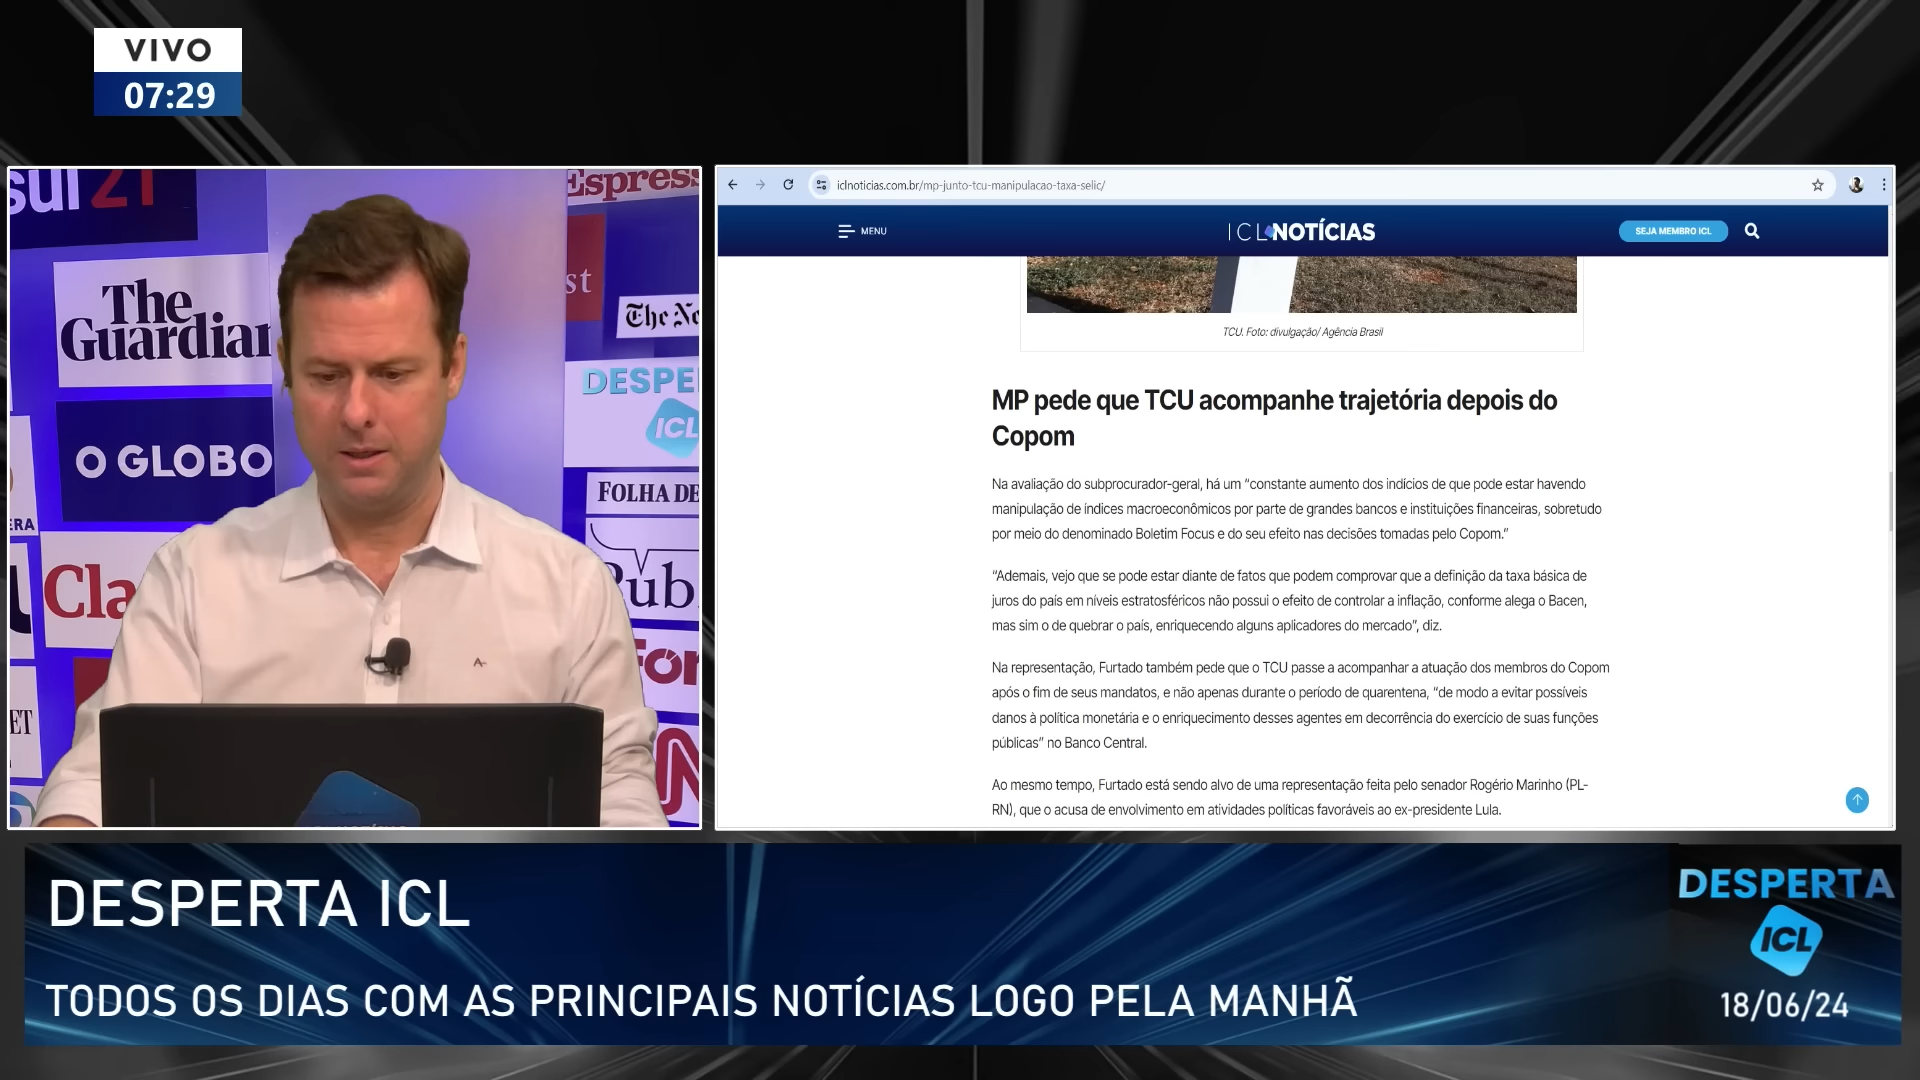 VIVO
07:29
sul21
The
Guardian
O GLOBO
ERA
Cla
ET
Espress
st
The Ne
DESPE
ICL
FOLHA DE
Pub
For
N
A
iclnoticias.com.br/mp-junto-tcu-manipulacao-taxa-selic/
MENU
ICL NOTÍCIAS
SEJA MEMBRO ICL
TCU. Foto: divulgação/ Agência Brasil
MP pede que TCU acompanhe trajetória depois do
Copom
Na avaliação do subprocurador-geral, há um “constante aumento dos indícios de que pode estar havendo
manipulação de índices macroeconômicos por parte de grandes bancos e instituições financeiras, sobretudo
por meio do denominado Boletim Focus e do seu efeito nas decisões tomadas pelo Copom.”
“Ademais, vejo que se pode estar diante de fatos que podem comprovar que a definição da taxa básica de
juros do país em níveis estratosféricos não possui o efeito de controlar a inflação, conforme alega o Bacen,
mas sim o de quebrar o país, enriquecendo alguns aplicadores do mercado”, diz.
Na representação, Furtado também pede que o TCU passe a acompanhar a atuação dos membros do Copom
após o fim de seus mandatos, e não apenas durante o período de quarentena, “de modo a evitar possíveis
danos à política monetária e o enriquecimento desses agentes em decorrência do exercício de suas funções
públicas” no Banco Central.
Ao mesmo tempo, Furtado está sendo alvo de uma representação feita pelo senador Rogério Marinho (PL-
RN), que o acusa de envolvimento em atividades políticas favoráveis ao ex-presidente Lula.
DESPERTA ICL
TODOS OS DIAS COM AS PRINCIPAIS NOTÍCIAS LOGO PELA MANHÃ
DESPERTA
ICL
18/06/24